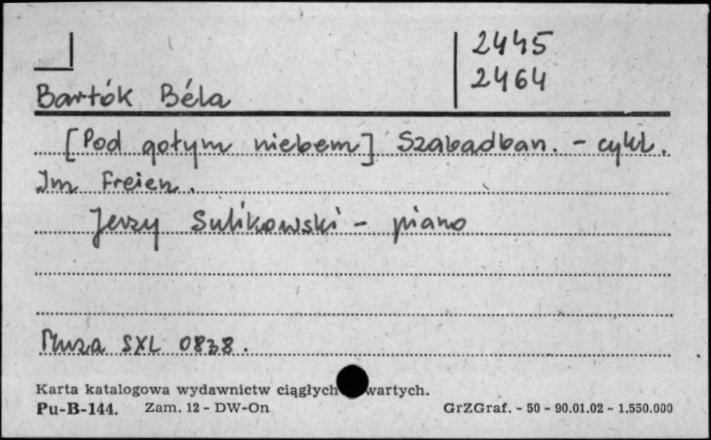 2445
2464
Bartók Béla
[Pod gołym niebem] Szabadban. - cykl.
Im Freien.
Jerzy Sulikowski - piano
Muza SXL 0838.
Karta katalogowa wydawnictw ciągłych wartych.
Pu-B-144. Zam. 12 - DW-On GrZGraf. - 50 - 90.01.02 - 1.550.000